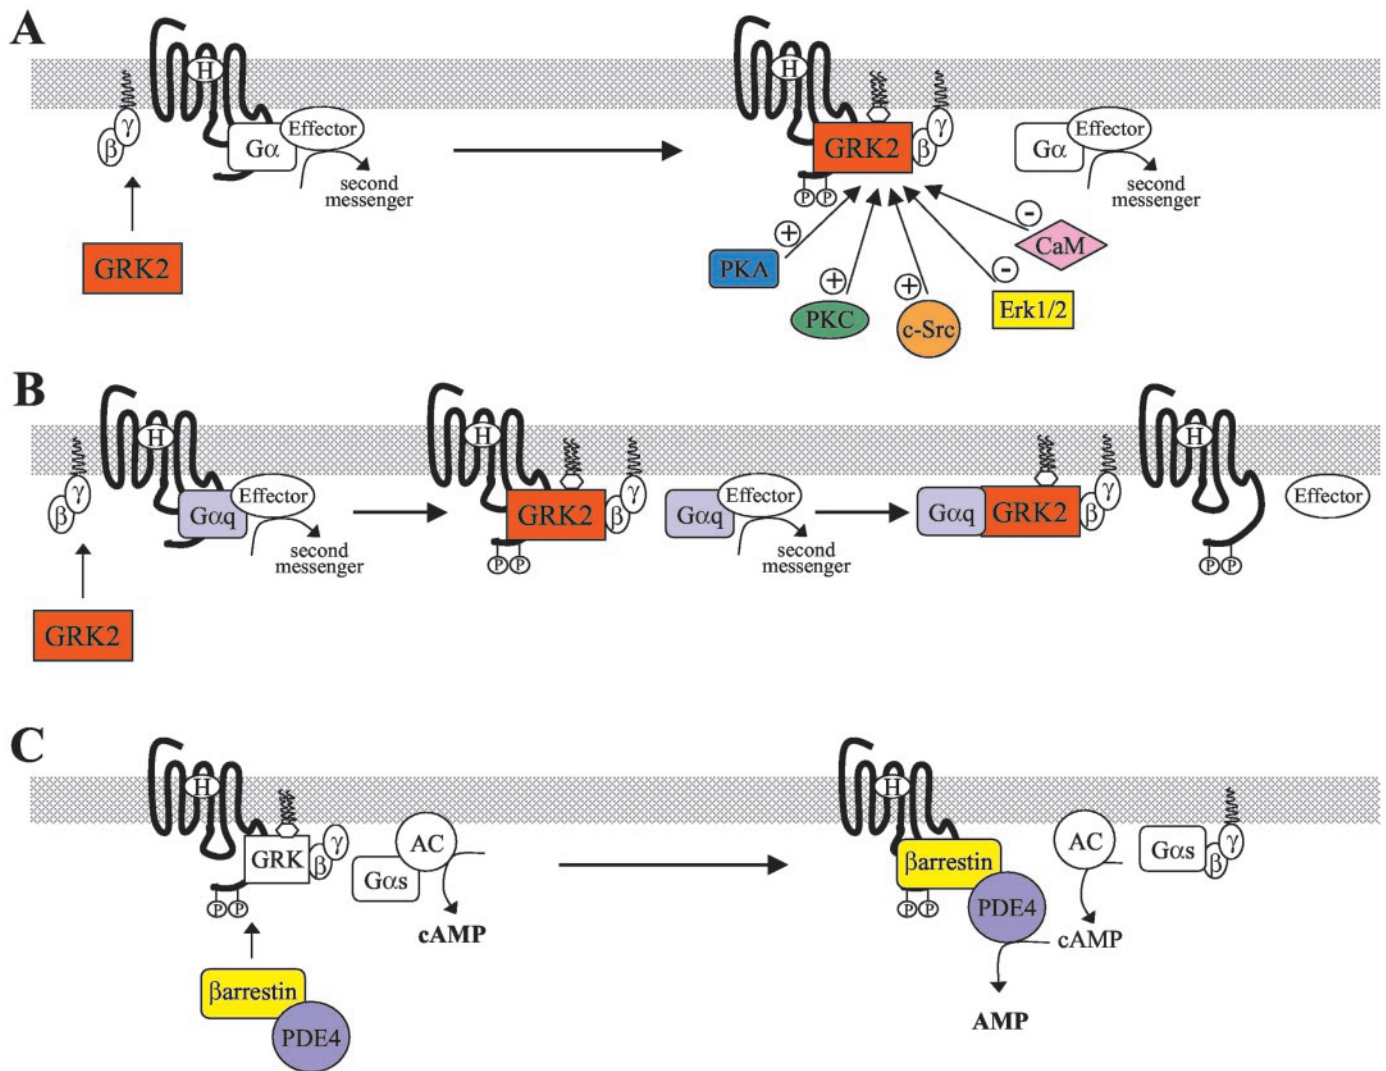 A
H
H
γ
β
Effector
Gα
second
messenger
GRK2
GRK2
γ
β
P P
Effector
Gα
second
messenger
+
PKA
+
PKC
+
c-Src
-
Erk1/2
-
CaM
B
H
γ
β
Effector
Gαq
second
messenger
GRK2
H
GRK2
γ
β
P P
Effector
Gαq
second
messenger
Gαq
GRK2
γ
β
H
P P
Effector
C
H
GRK
γ
β
P P
AC
Gαs
cAMP
βarrestin
PDE4
H
βarrestin
P P
PDE4
AC
cAMP
AMP
Gαs
γ
β